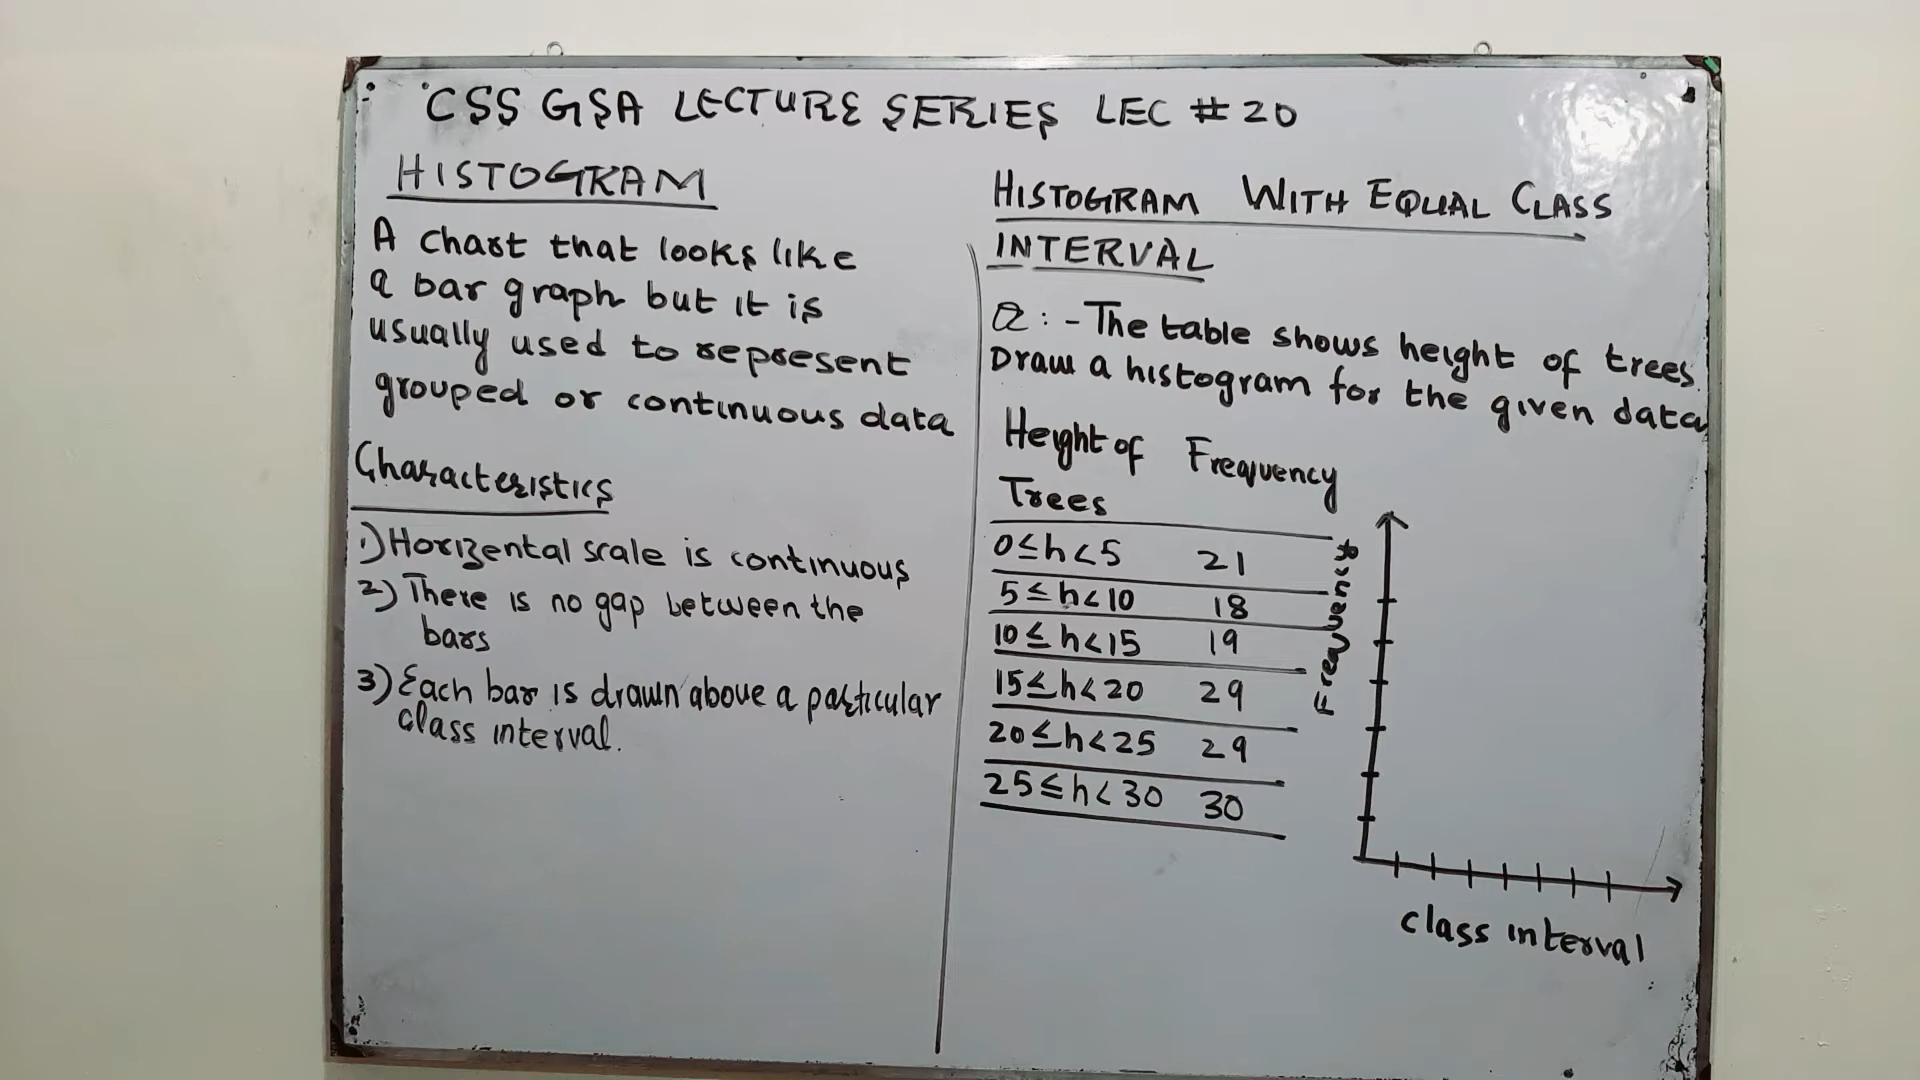 CSS GSA LECTURE SERIES LEC # 20
HISTOGRAM
A chart that looks like
a bar graph but it is
usually used to represent
grouped or continuous data
Characteristics
1) Horizental scale is continuous
2) There is no gap between the
bars
3) Each bar is drawn above a particular
class interval.
HISTOGRAM WITH EQUAL CLASS
INTERVAL
Q:- The table shows height of trees
Draw a histogram for the given data
Height of Frequency
Trees
0≤h<5 21
5≤h<10 18
10≤h<15 19
15≤h<20 29
20≤h<25 29
25≤h<30 30
Frequency
class interval